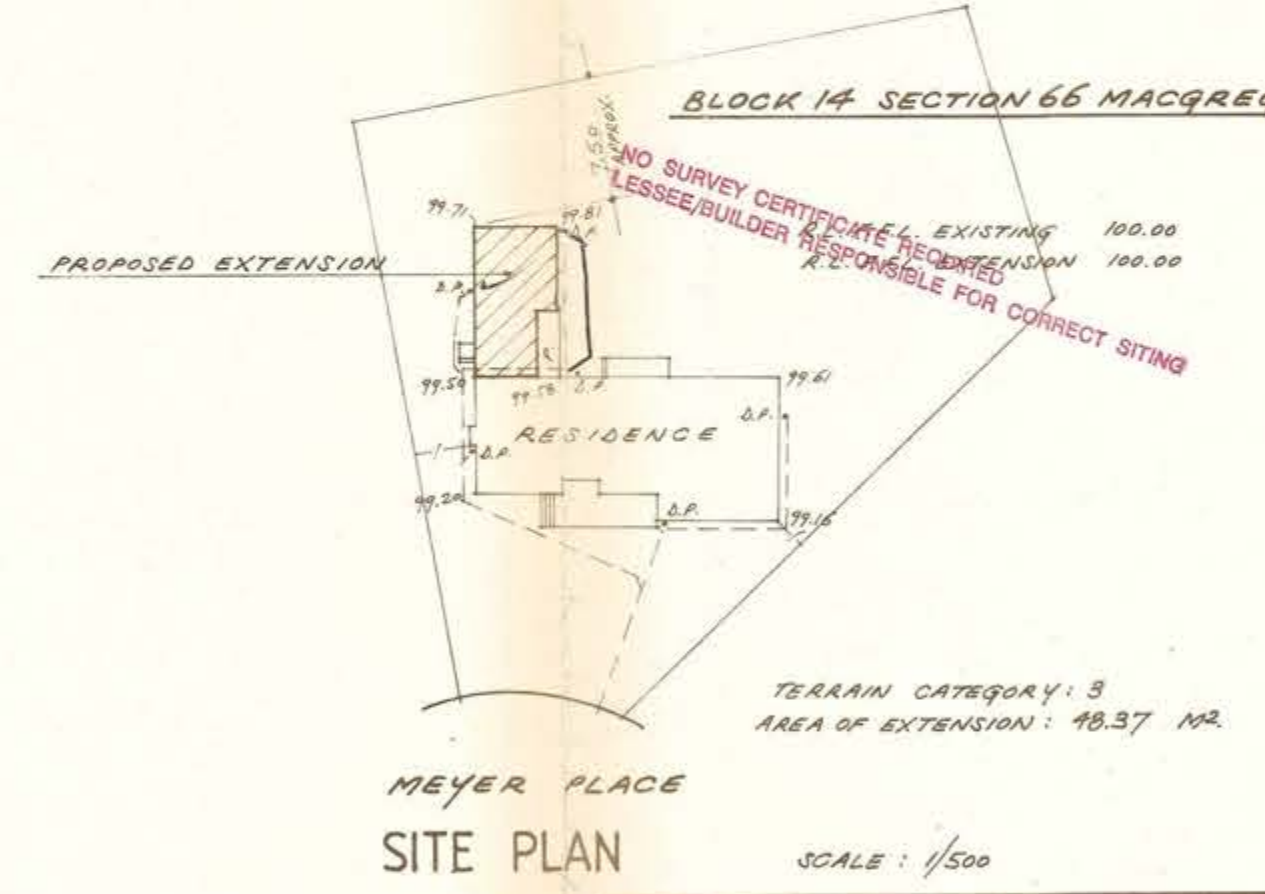 BLOCK 14 SECTION 66 MACGREG
7.50
APPROX.
NO SURVEY CERTIFICATE REQUIRED
LESSEE/BUILDER RESPONSIBLE FOR CORRECT SITING
99.71
99.81
D.P.
R.L. F.F.L. EXISTING 100.00
R.L. F.F.L. EXTENSION 100.00
PROPOSED EXTENSION
D.P.
P
99.50
99.58
D.P.
99.61
D.P.
RESIDENCE
D.P.
99.20
D.P.
99.15
TERRAIN CATEGORY: 3
AREA OF EXTENSION: 48.37 M2.
MEYER PLACE
SITE PLAN
SCALE: 1/500